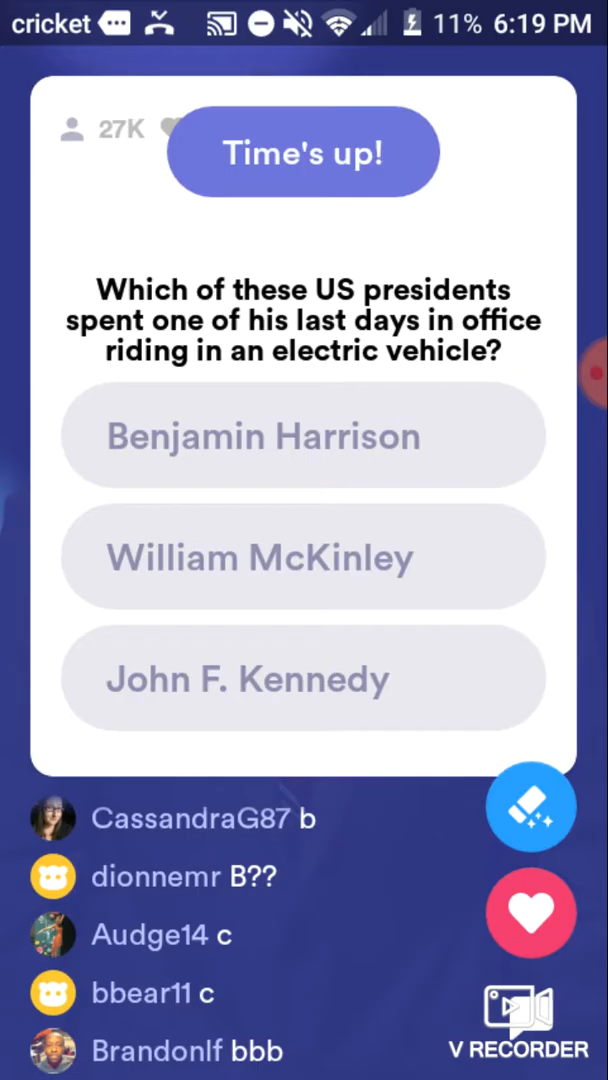 cricket 11% 6:19 PM
27K
Time's up!
Which of these US presidents
spent one of his last days in office
riding in an electric vehicle?
Benjamin Harrison
William McKinley
John F. Kennedy
CassandraG87 b
dionnemr B??
Audge14 c
bbear11 c
Brandonlf bbb
V RECORDER